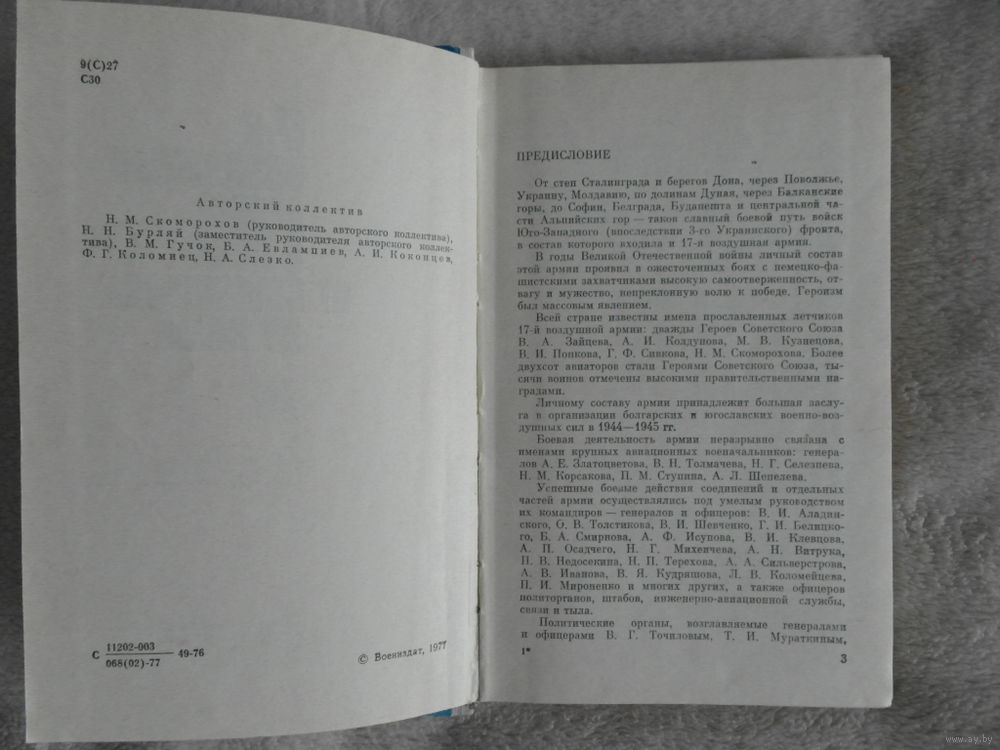 9(С)27
С30
Авторский коллектив
Н. М. Скоморохов (руководитель авторского коллектива),
Н. Н. Бурляй (заместитель руководителя авторского коллек-
тива), В. М. Гучок, Б. А. Евлампиев, А. И. Коконцев,
Ф. Г. Коломиец, Н. А. Слезко.
С 11202-003 49-76
068(02)-77
© Воениздат, 1977
ПРЕДИСЛОВИЕ
От степ Сталинграда и берегов Дона, через Поволжье,
Украину, Молдавию, по долинам Дуная, через Балканские
горы, до Софии, Белграда, Будапешта и центральной ча-
сти Альпийских гор — таков славный боевой путь войск
Юго-Западного (впоследствии 3-го Украинского) фронта,
в состав которого входила и 17-я воздушная армия.
В годы Великой Отечественной войны личный состав
этой армии проявил в ожесточенных боях с немецко-фа-
шистскими захватчиками высокую самоотверженность, от-
вагу и мужество, непреклонную волю к победе. Героизм
был массовым явлением.
Всей стране известны имена прославленных летчиков
17-й воздушной армии: дважды Героев Советского Союза
В. А. Зайцева, А. И. Колдунова, М. В. Кузнецова,
В. И. Попкова, Г. Ф. Сивкова, Н. М. Скоморохова. Более
двухсот авиаторов стали Героями Советского Союза, ты-
сячи воинов отмечены высокими правительственными на-
градами.
Личному составу армии принадлежит большая заслу-
га в организации болгарских и югославских военно-воз-
душных сил в 1944—1945 гг.
Боевая деятельность армии неразрывно связана с
именами крупных авиационных военачальников: генера-
лов А. Е. Златоцветова, В. Н. Толмачева, Н. Г. Селезнева,
Н. М. Корсакова, П. М. Ступина, А. Л. Шепелева.
Успешные боевые действия соединений и отдельных
частей армии осуществлялись под умелым руководством
их командиров — генералов и офицеров: В. И. Аладин-
ского, О. В. Толстикова, В. И. Шевченко, Г. И. Белицко-
го, Б. А. Смирнова, А. Ф. Исупова, В. И. Клевцова,
А. П. Осадчего, Н. Г. Михевичева, А. Н. Витрука,
П. В. Недосекина, Н. П. Терехова, А. А. Сильверстрова,
А. В. Иванова, В. Я. Кудряшова, Л. В. Коломейцева,
П. И. Мироненко и многих других, а также офицеров
политорганов, штабов, инженерно-авиационной службы,
связи и тыла.
Политические органы, возглавляемые генералами
и офицерами В. Г. Точиловым, Т. И. Мураткиным,
1*
3
www.ay.by